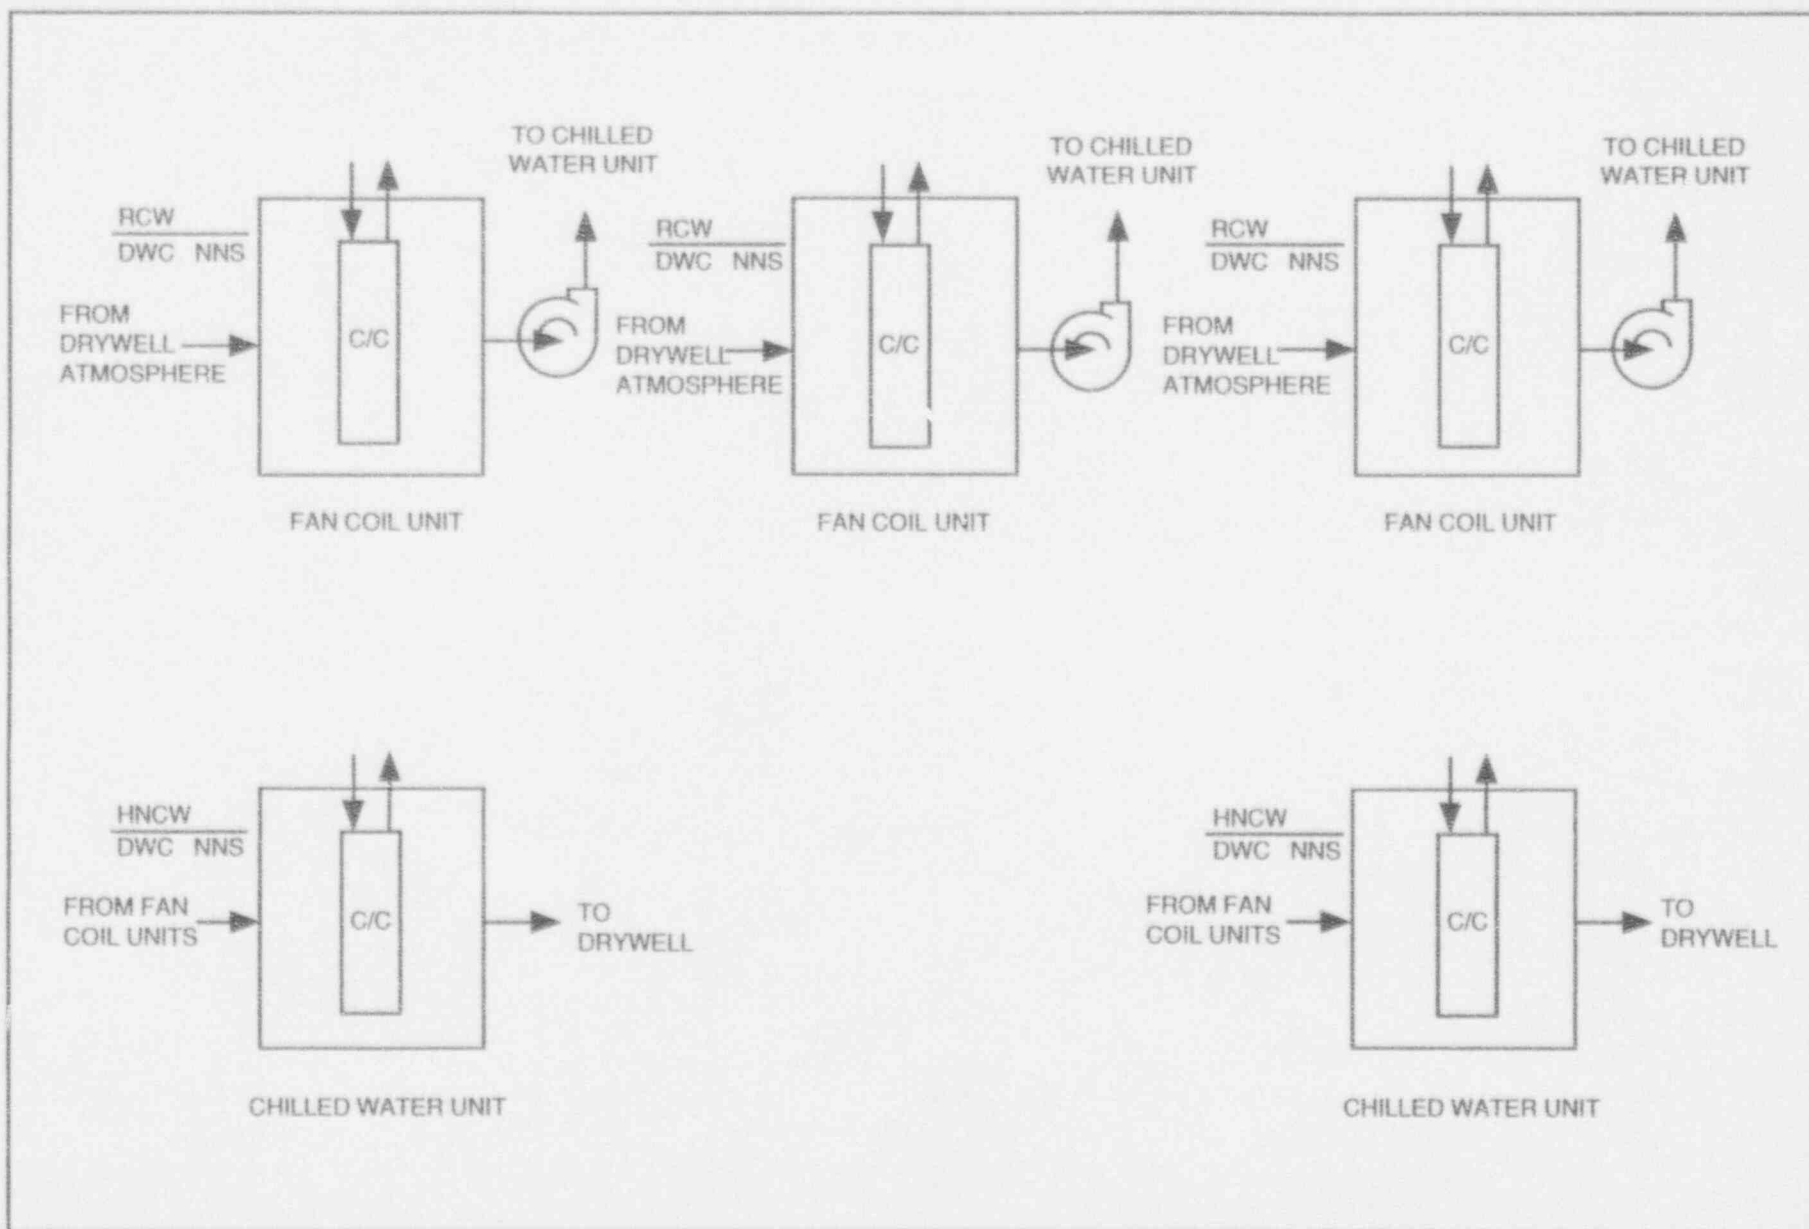 TO CHILLED
WATER UNIT
RCW
DWC NNS
FROM
DRYWELL
ATMOSPHERE
C/C
FAN COIL UNIT
TO CHILLED
WATER UNIT
RCW
DWC NNS
FROM
DRYWELL
ATMOSPHERE
C/C
FAN COIL UNIT
TO CHILLED
WATER UNIT
RCW
DWC NNS
FROM
DRYWELL
ATMOSPHERE
C/C
FAN COIL UNIT
HNCW
DWC NNS
FROM FAN
COIL UNITS
C/C
TO
DRYWELL
CHILLED WATER UNIT
HNCW
DWC NNS
FROM FAN
COIL UNITS
C/C
TO
DRYWELL
CHILLED WATER UNIT